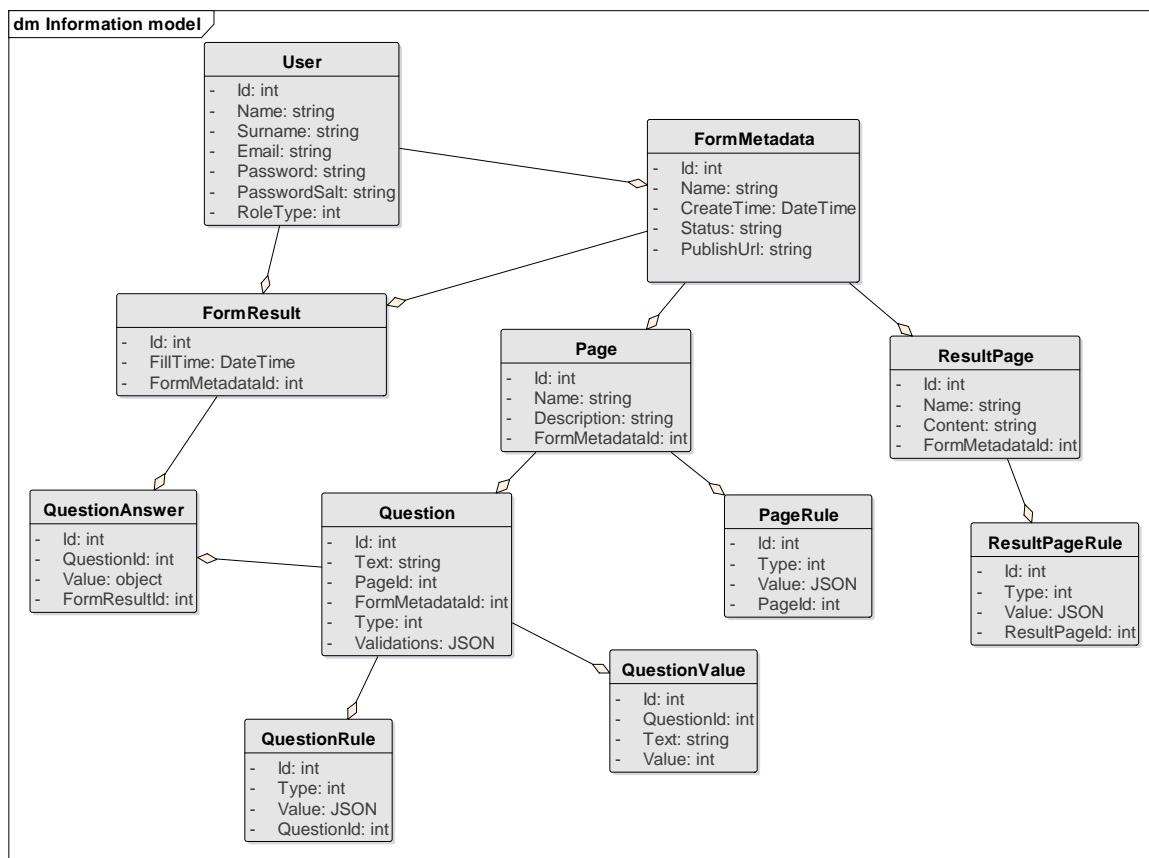 dm Information model
User
- Id: int
- Name: string
- Surname: string
- Email: string
- Password: string
- PasswordSalt: string
- RoleType: int
FormMetadata
- Id: int
- Name: string
- CreateTime: DateTime
- Status: string
- PublishUrl: string
FormResult
- Id: int
- FillTime: DateTime
- FormMetadataId: int
Page
- Id: int
- Name: string
- Description: string
- FormMetadataId: int
ResultPage
- Id: int
- Name: string
- Content: string
- FormMetadataId: int
QuestionAnswer
- Id: int
- QuestionId: int
- Value: object
- FormResultId: int
Question
- Id: int
- Text: string
- PageId: int
- FormMetadataId: int
- Type: int
- Validations: JSON
PageRule
- Id: int
- Type: int
- Value: JSON
- PageId: int
ResultPageRule
- Id: int
- Type: int
- Value: JSON
- ResultPageId: int
QuestionValue
- Id: int
- QuestionId: int
- Text: string
- Value: int
QuestionRule
- Id: int
- Type: int
- Value: JSON
- QuestionId: int